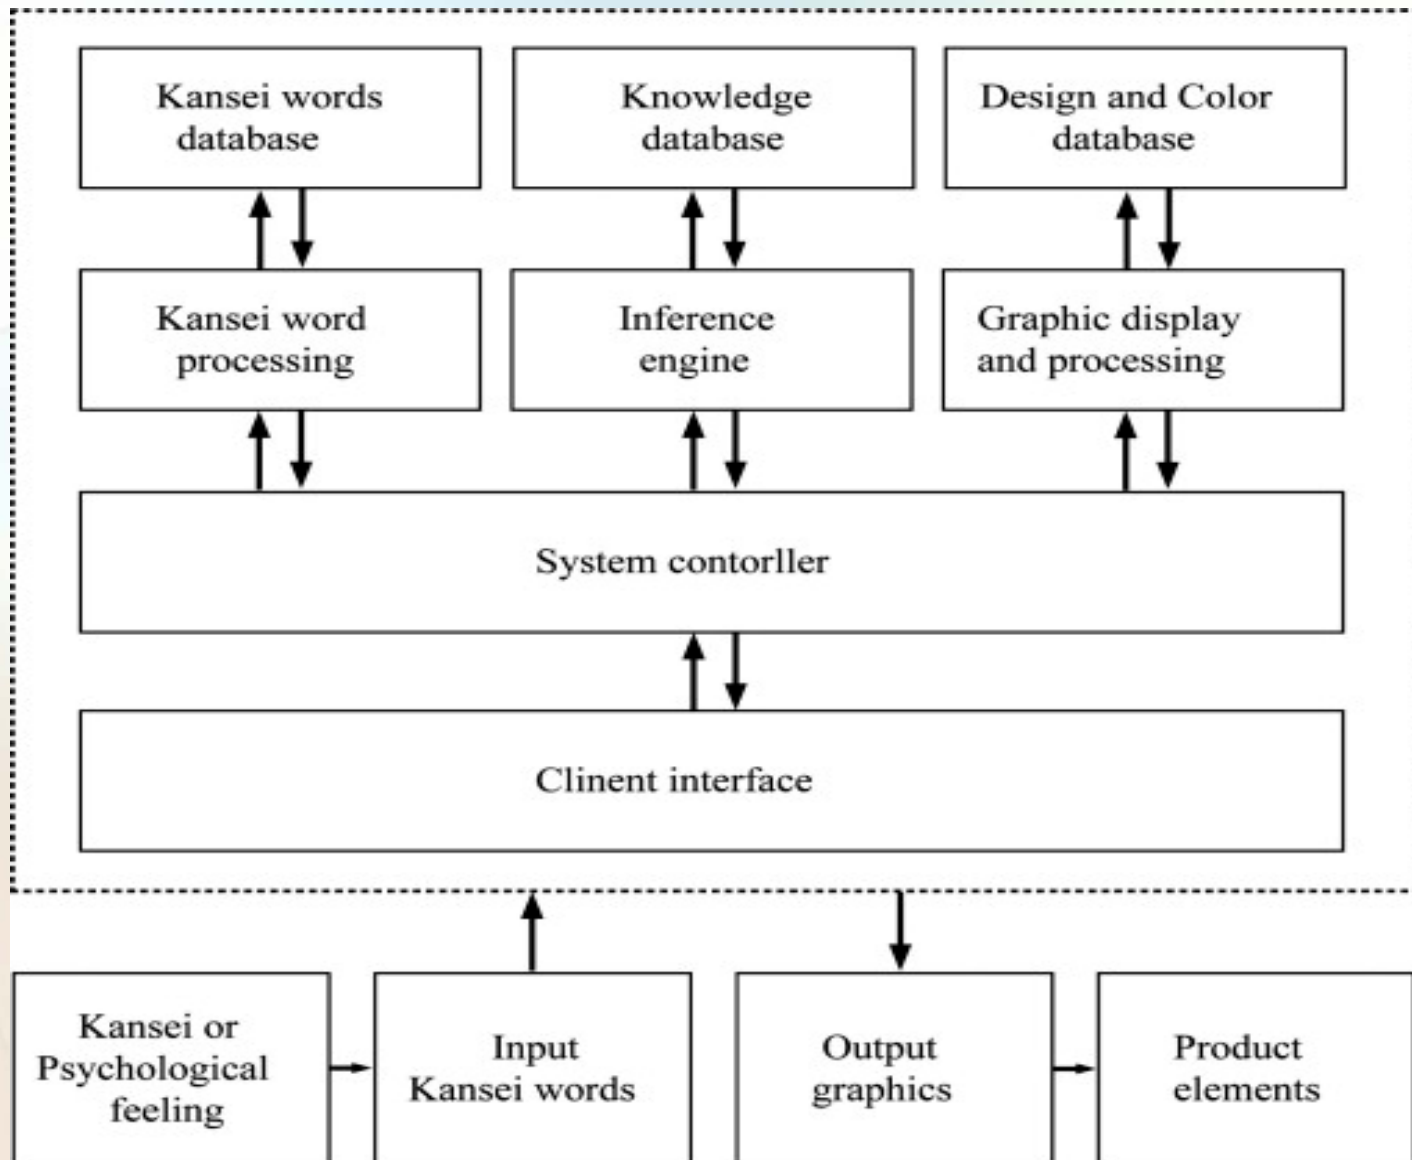 Kansei words
database
Knowledge
database
Design and Color
database
Kansei word
processing
Inference
engine
Graphic display
and processing
System contorller
Clinent interface
Kansei or
Psychological
feeling
Input
Kansei words
Output
graphics
Product
elements